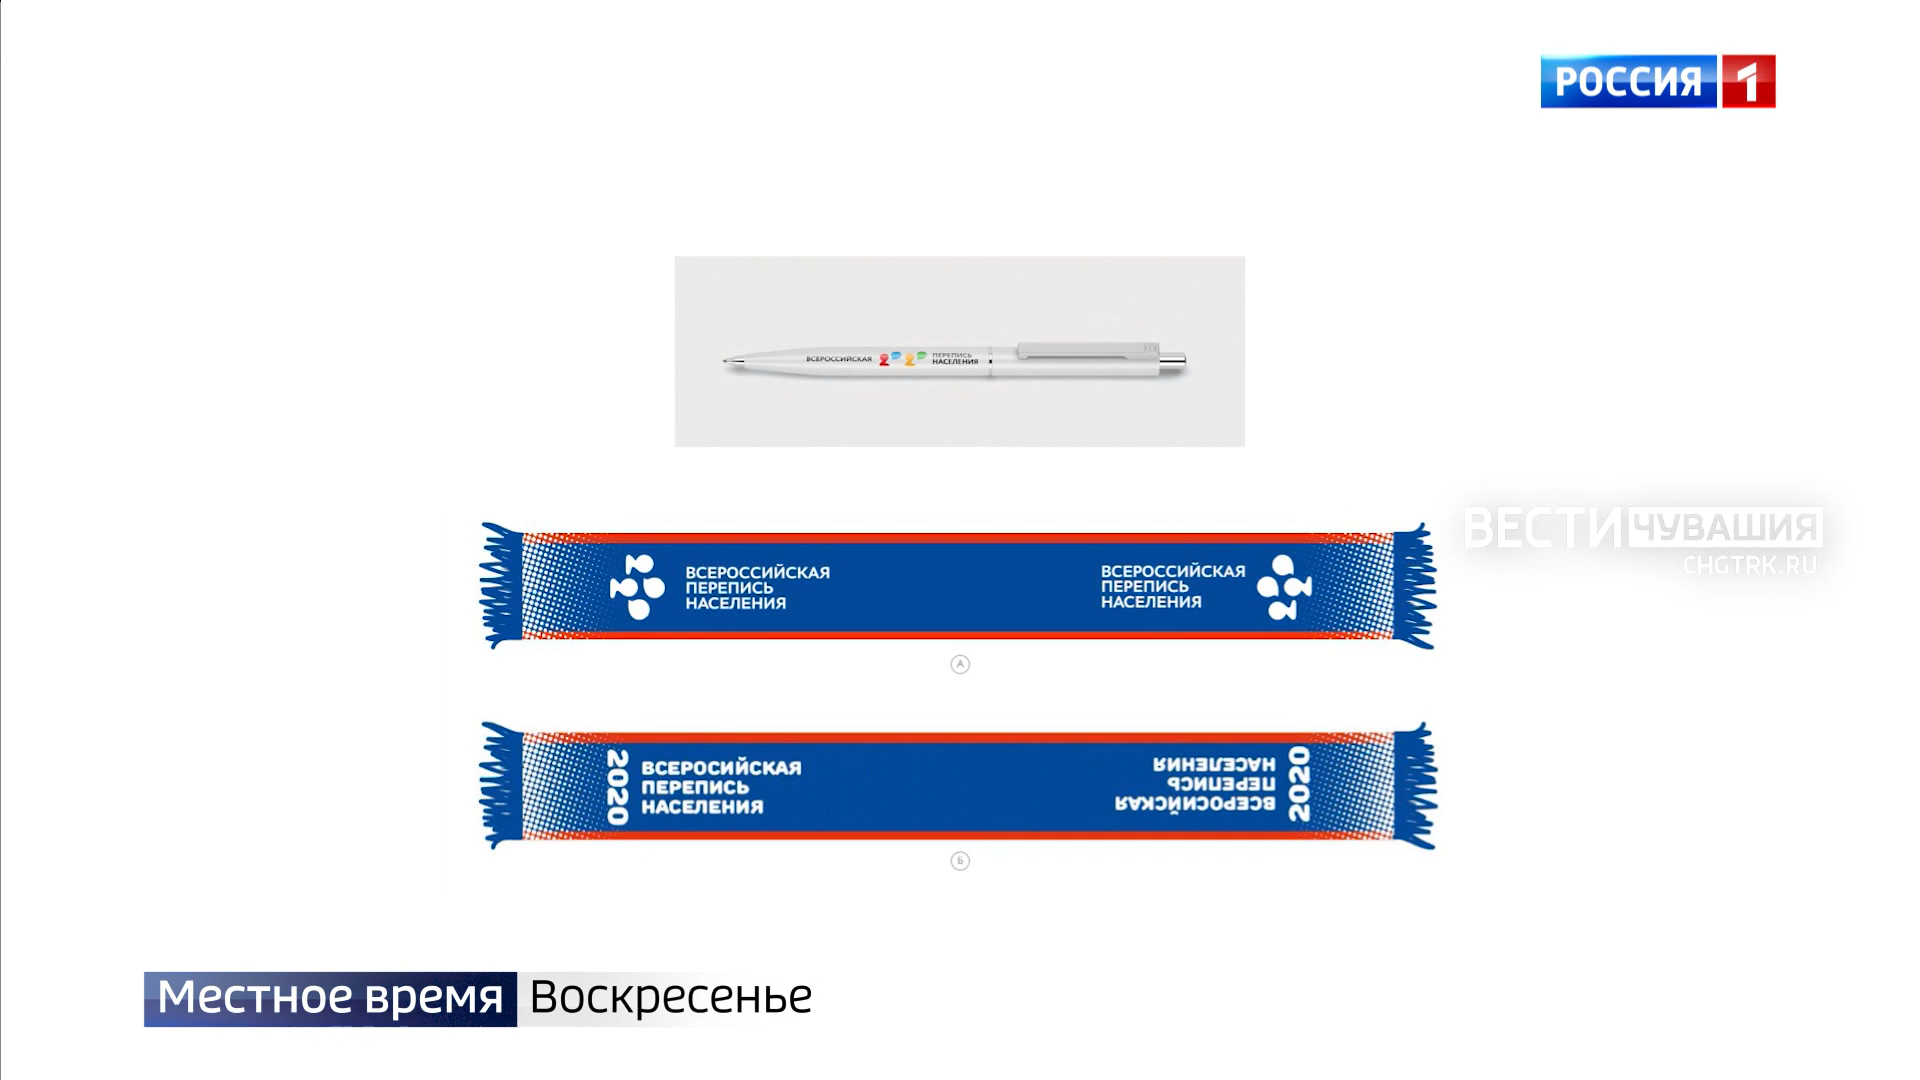 РОССИЯ 1
ВСЕРОССИЙСКАЯ
ПЕРЕПИСЬ
НАСЕЛЕНИЯ
ВЕСТИ ЧУВАШИЯ
CHGTRK.RU
ВСЕРОССИЙСКАЯ
ПЕРЕПИСЬ
НАСЕЛЕНИЯ
ВСЕРОССИЙСКАЯ
ПЕРЕПИСЬ
НАСЕЛЕНИЯ
А
2020
ВСЕРОСИЙСКАЯ
ПЕРЕПИСЬ
НАСЕЛЕНИЯ
2020
ВСЕРОСИЙСКАЯ
ПЕРЕПИСЬ
НАСЕЛЕНИЯ
Б
Местное время Воскресенье